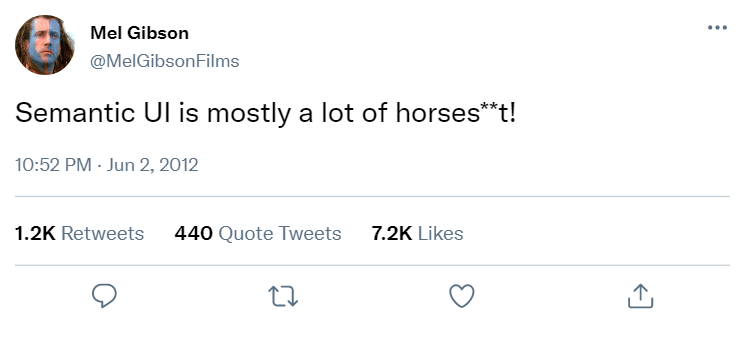 Mel Gibson
@MelGibsonFilms
Semantic UI is mostly a lot of horses**t!
10:52 PM · Jun 2, 2012
1.2K Retweets 440 Quote Tweets 7.2K Likes